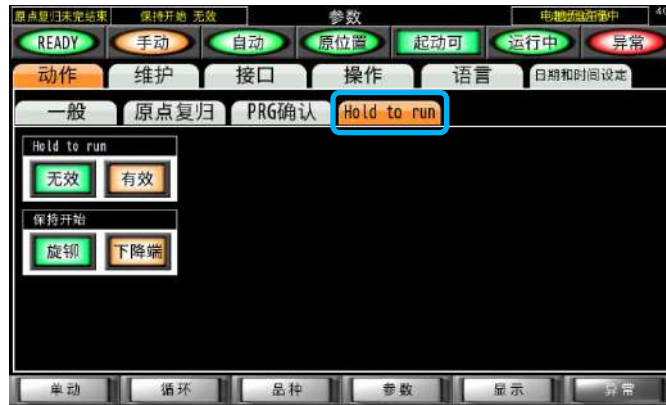 原点复归未完结束 保持开始 无效 参数
READY 手动 自动 原位置 起动可 运行中 异常
动作 维护 接口 操作 语言 日期和时间设定
一般 原点复归 PRG确认 Hold to run
Hold to run
无效 有效
保持开始
旋铆 下降端
单动 循环 品种 参数 显示 异常